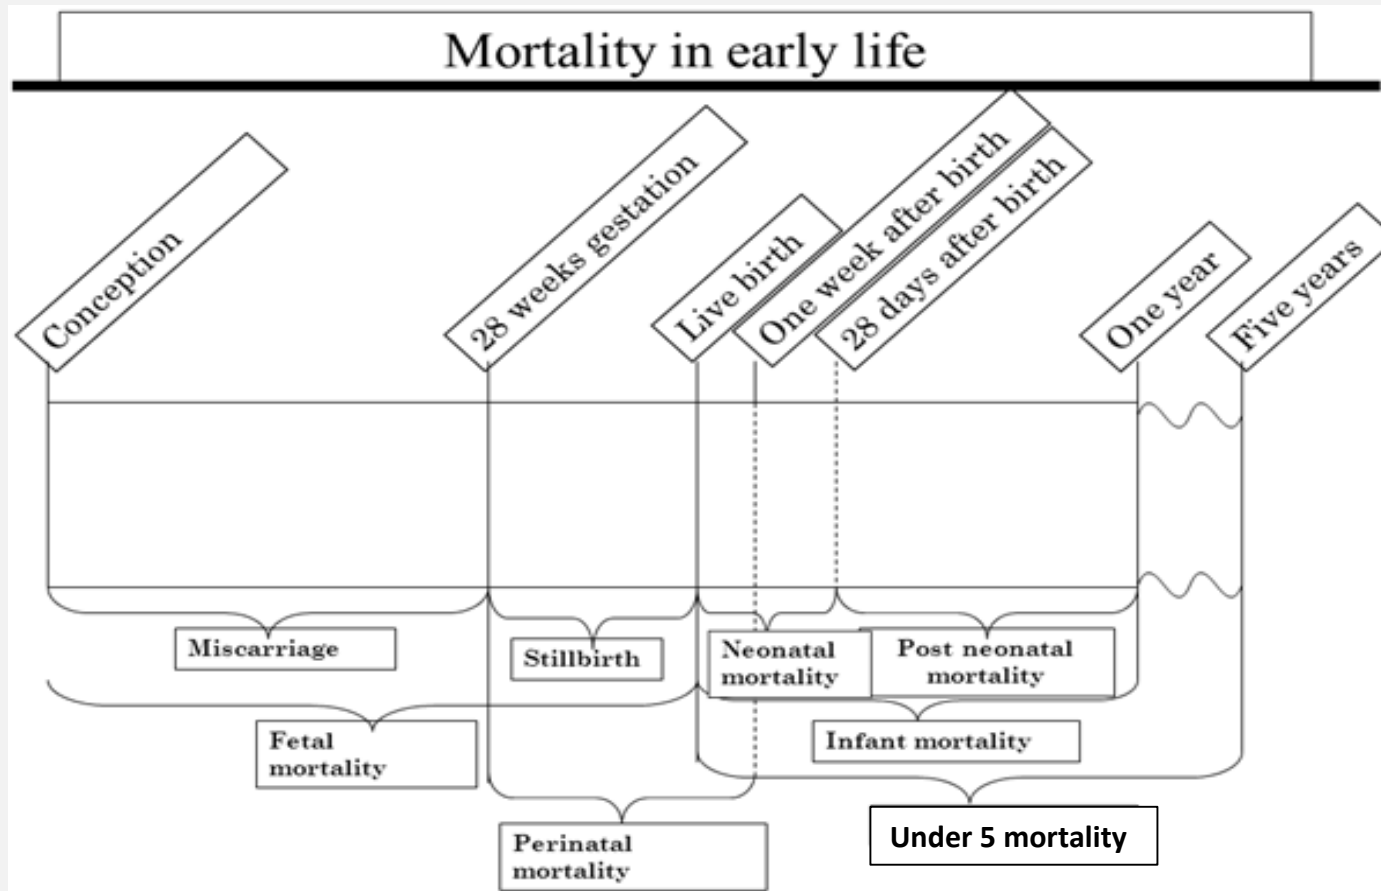 Mortality in early life
Conception
28 weeks gestation
Live birth
One week after birth
28 days after birth
One year
Five years
Miscarriage
Stillbirth
Neonatal
mortality
Post neonatal
mortality
Fetal
mortality
Infant mortality
Perinatal
mortality
Under 5 mortality